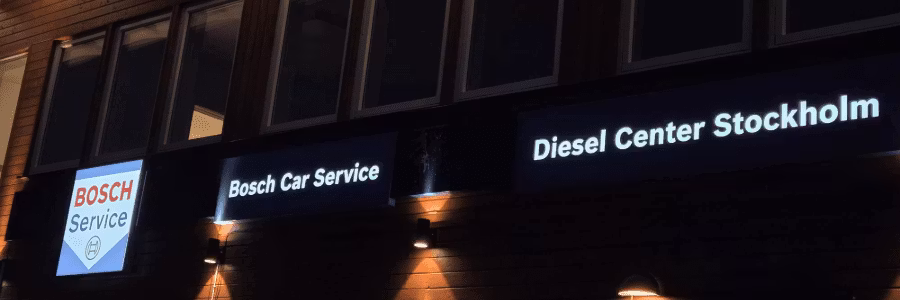 BOSCH
Service
Bosch Car Service
Diesel Center Stockholm